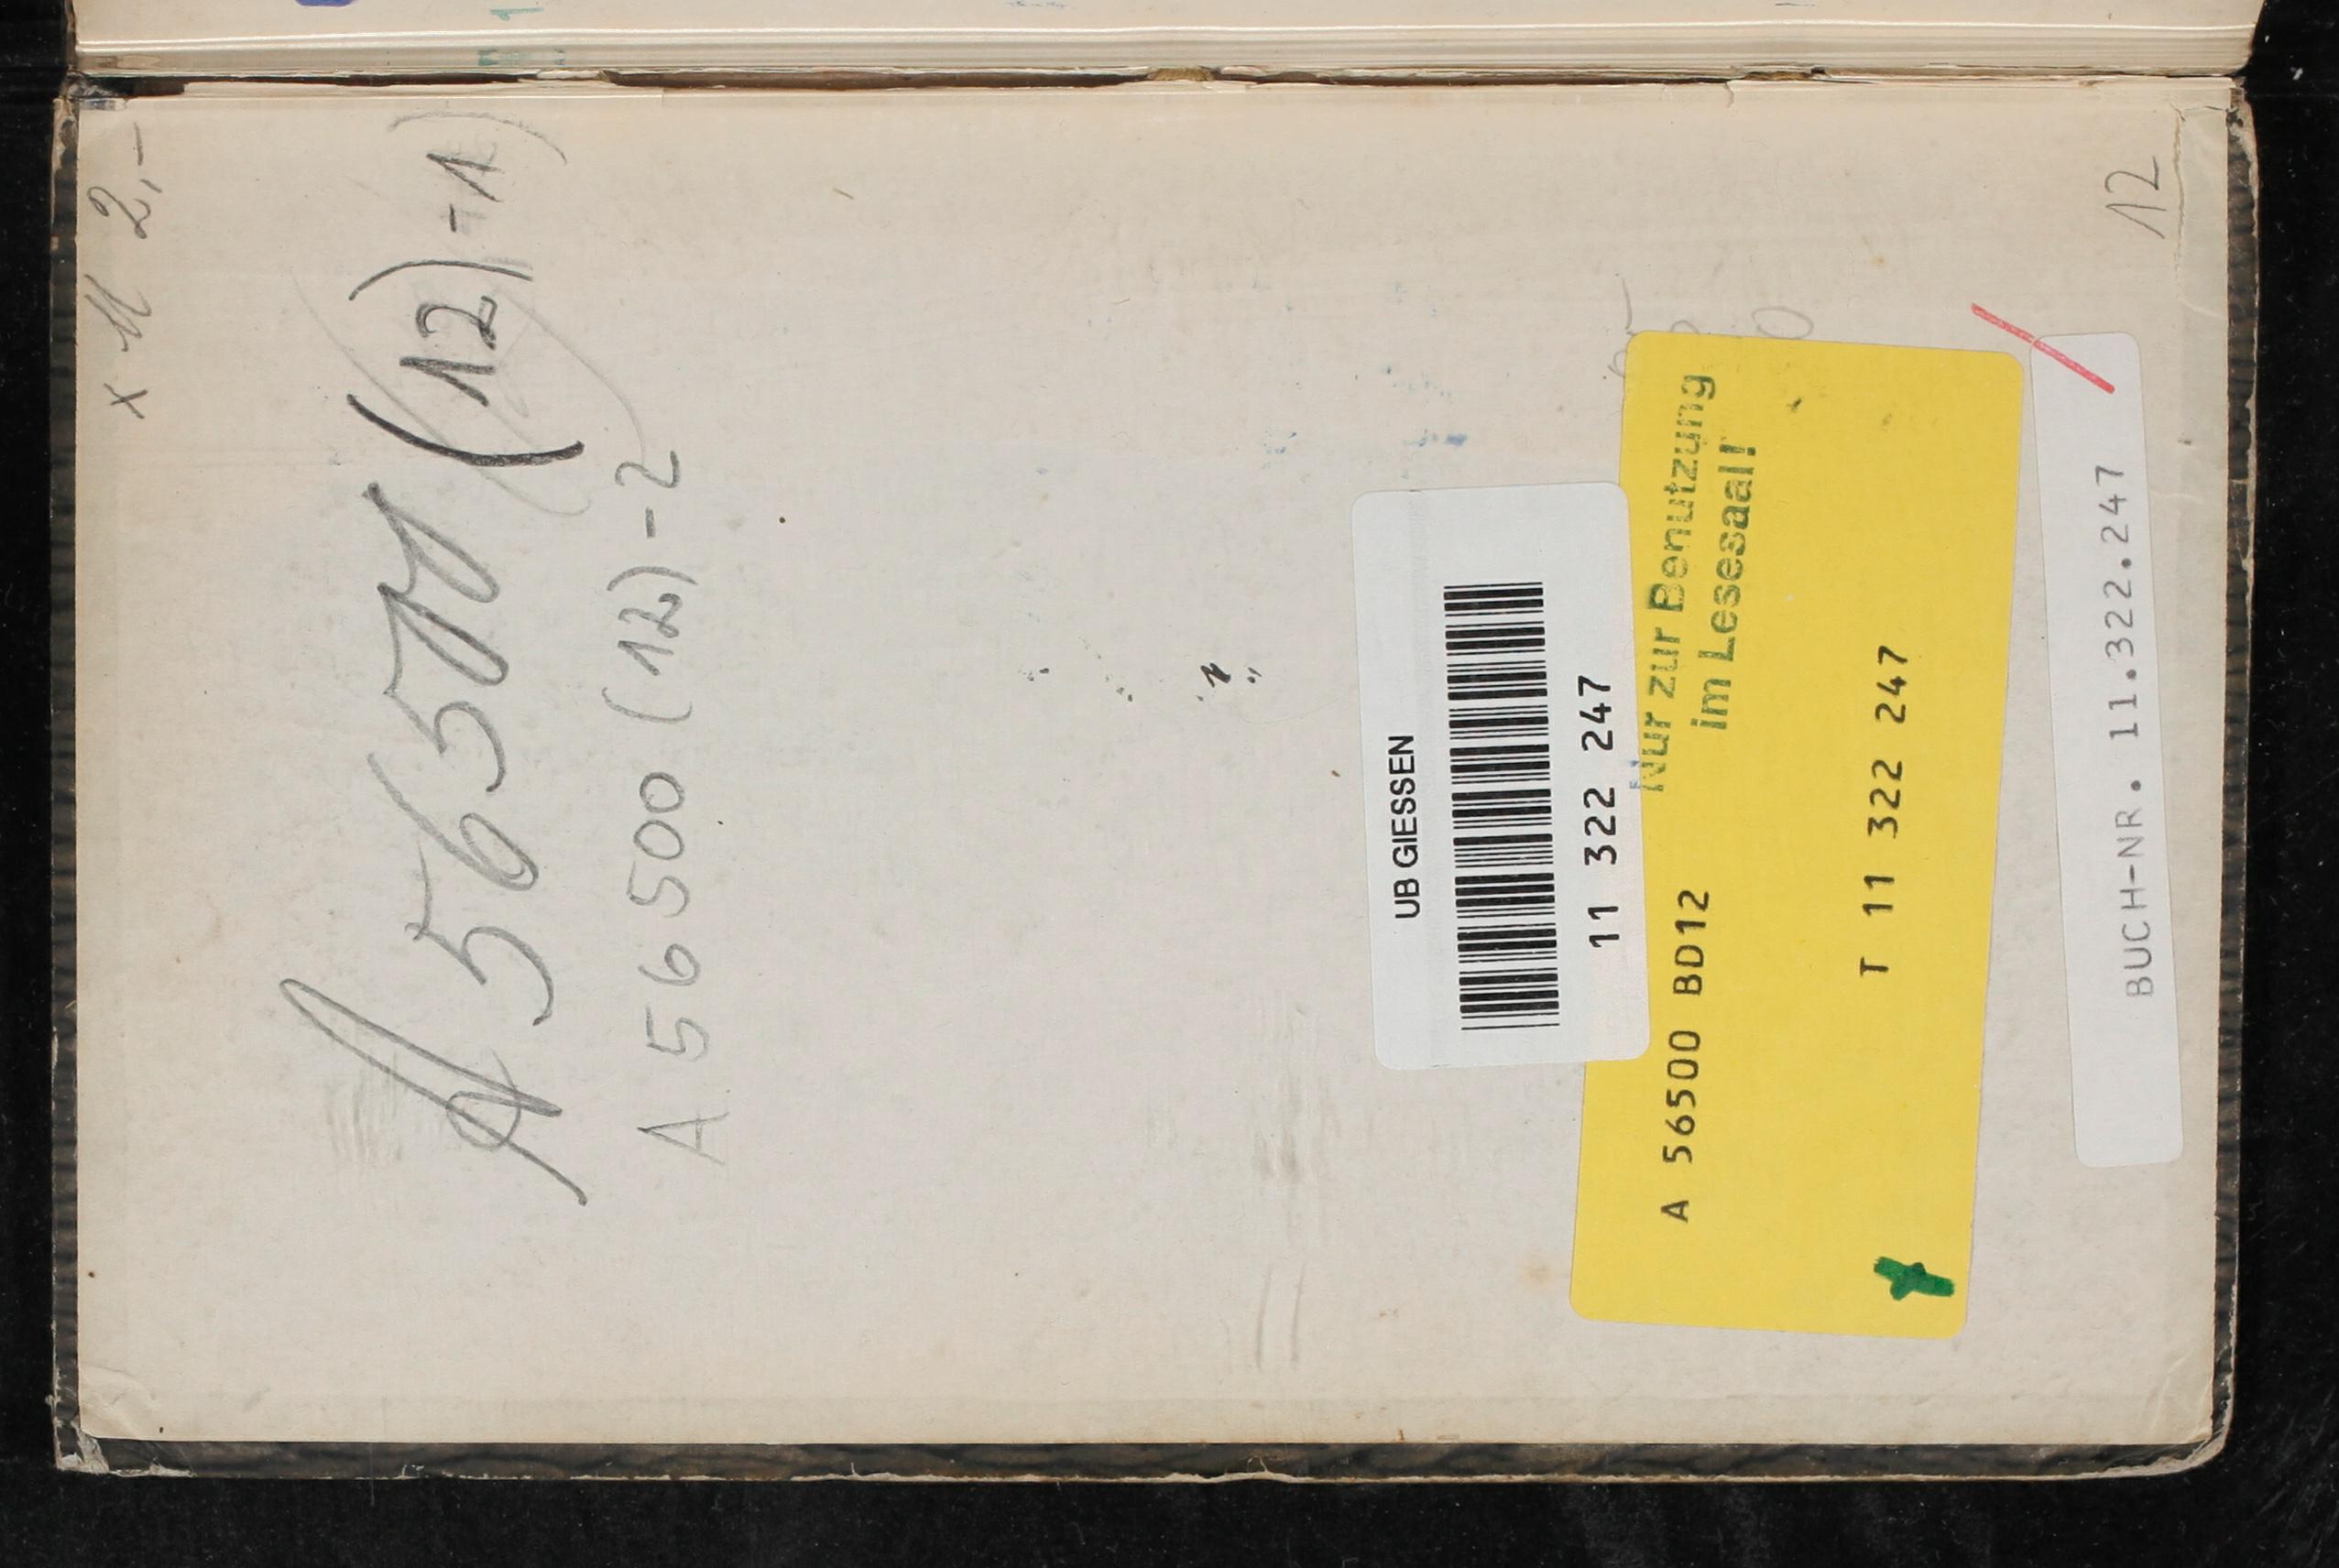 x M 2,-
A 56500 (12)-1)
A 56500 (12)-2
UB GIESSEN
11 322 247
Nur zur Benutzung
im Lesesaal!
A 56500 BD12
T 11 322 247
BUCH-NR. 11.322.247
12